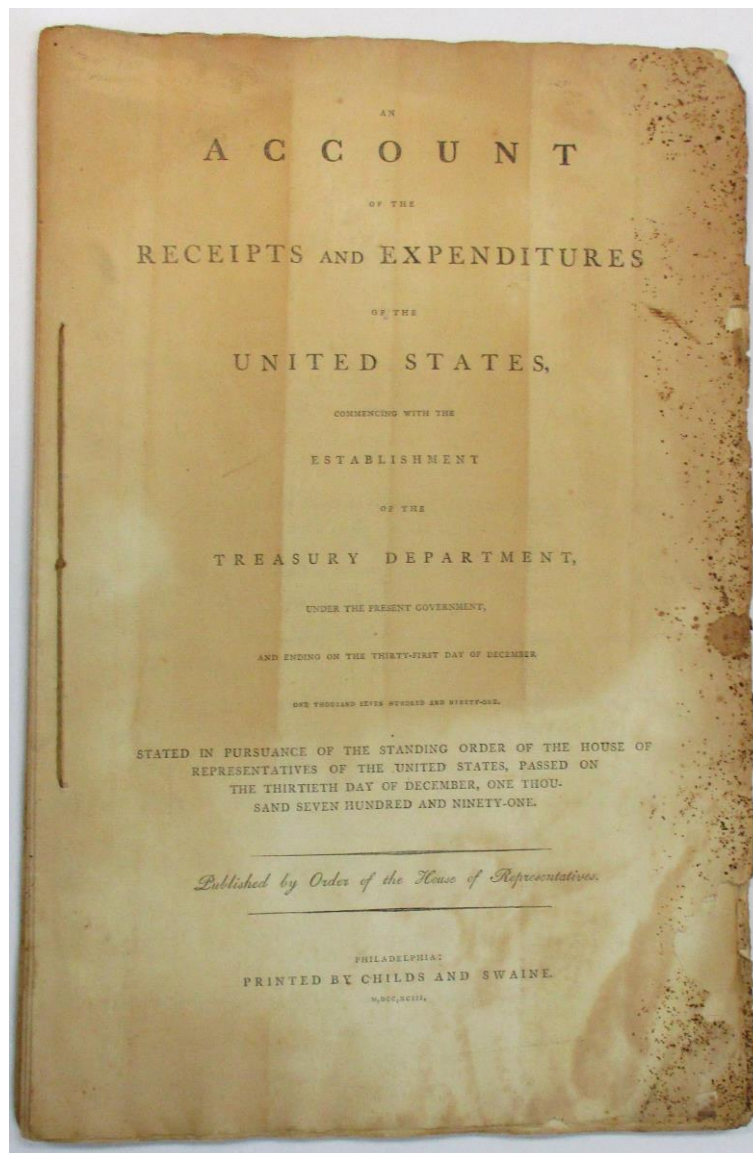 AN
ACCOUNT
OF THE
RECEIPTS AND EXPENDITURES
OF THE
UNITED STATES,
COMMENCING WITH THE
ESTABLISHMENT
OF THE
TREASURY DEPARTMENT,
UNDER THE PRESENT GOVERNMENT,
AND ENDING ON THE THIRTY-FIRST DAY OF DECEMBER
ONE THOUSAND SEVEN HUNDRED AND NINETY-ONE.
STATED IN PURSUANCE OF THE STANDING ORDER OF THE HOUSE OF
REPRESENTATIVES OF THE UNITED STATES, PASSED ON
THE THIRTIETH DAY OF DECEMBER, ONE THOU-
SAND SEVEN HUNDRED AND NINETY-ONE.
Published by Order of the House of Representatives.
PHILADELPHIA:
PRINTED BY CHILDS AND SWAINE.
M,DCC,XCIII.